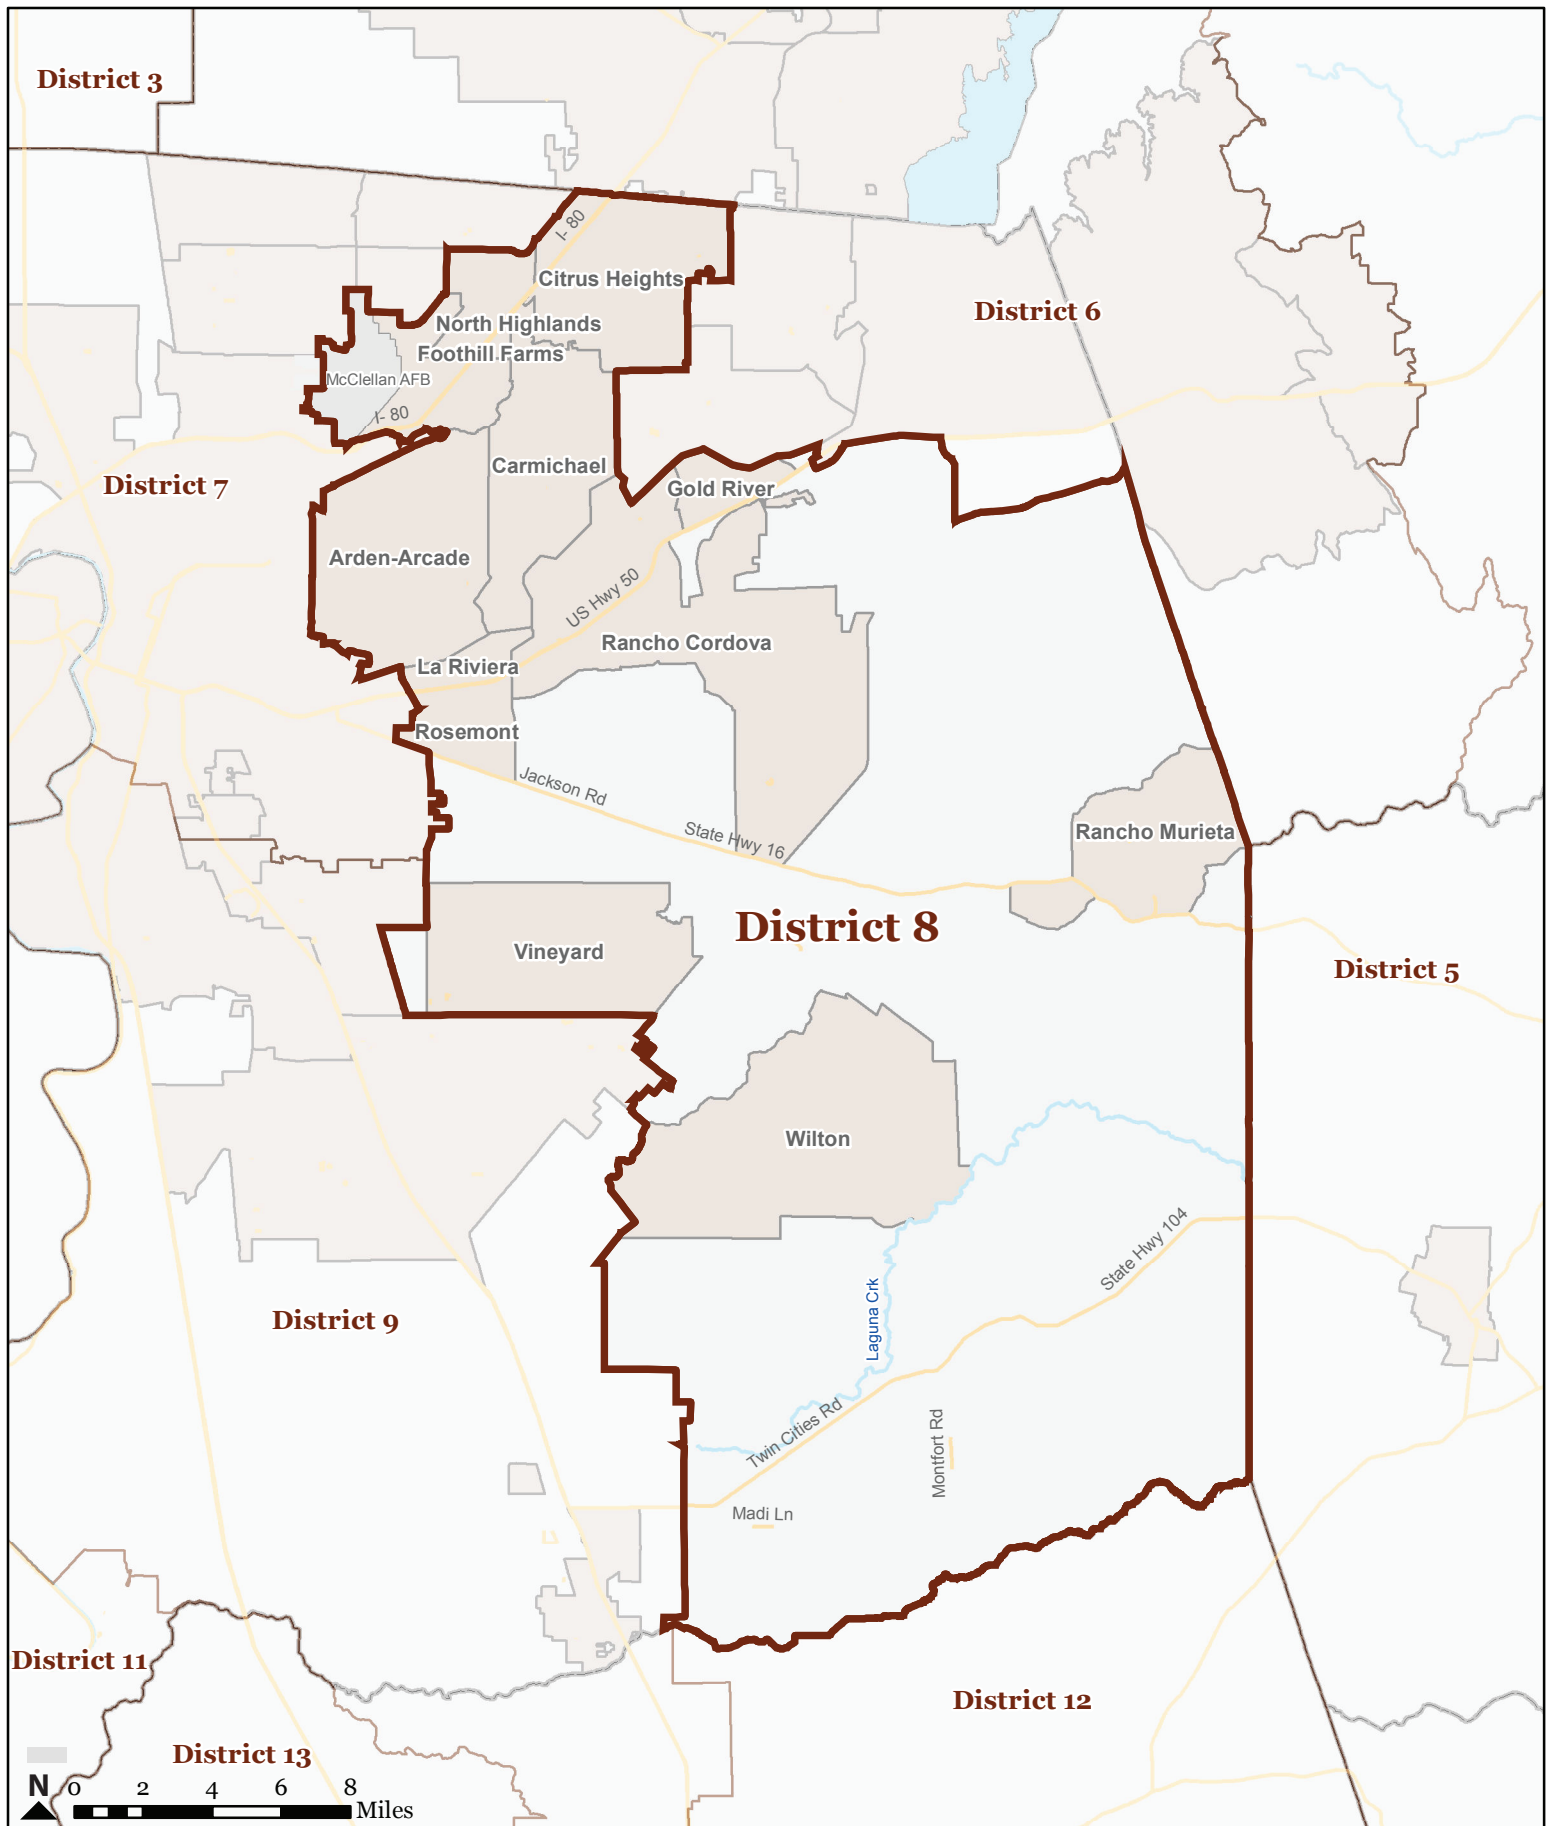 District 3
I- 80
Citrus Heights
District 6
North Highlands
Foothill Farms
McClellan AFB
I- 80
Carmichael
District 7
Gold River
Arden-Arcade
US Hwy 50
Rancho Cordova
La Riviera
Rosemont
Jackson Rd
State Hwy 16
Rancho Murieta
District 8
Vineyard
District 5
Wilton
State Hwy 104
Laguna Crk
District 9
Twin Cities Rd
Montfort Rd
Madi Ln
District 11
District 12
District 13
N 0 2 4 6 8
Miles